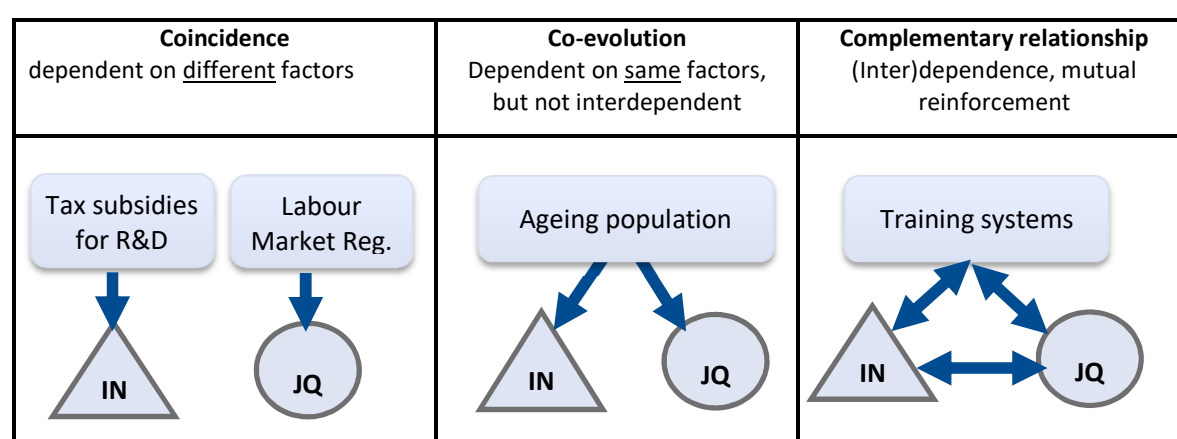 Coincidence
dependent on different factors
Co-evolution
Dependent on same factors,
but not interdependent
Complementary relationship
(Inter)dependence, mutual
reinforcement
Tax subsidies
for R&D
Labour
Market Reg.
IN
JQ
Ageing population
IN
JQ
Training systems
IN
JQ